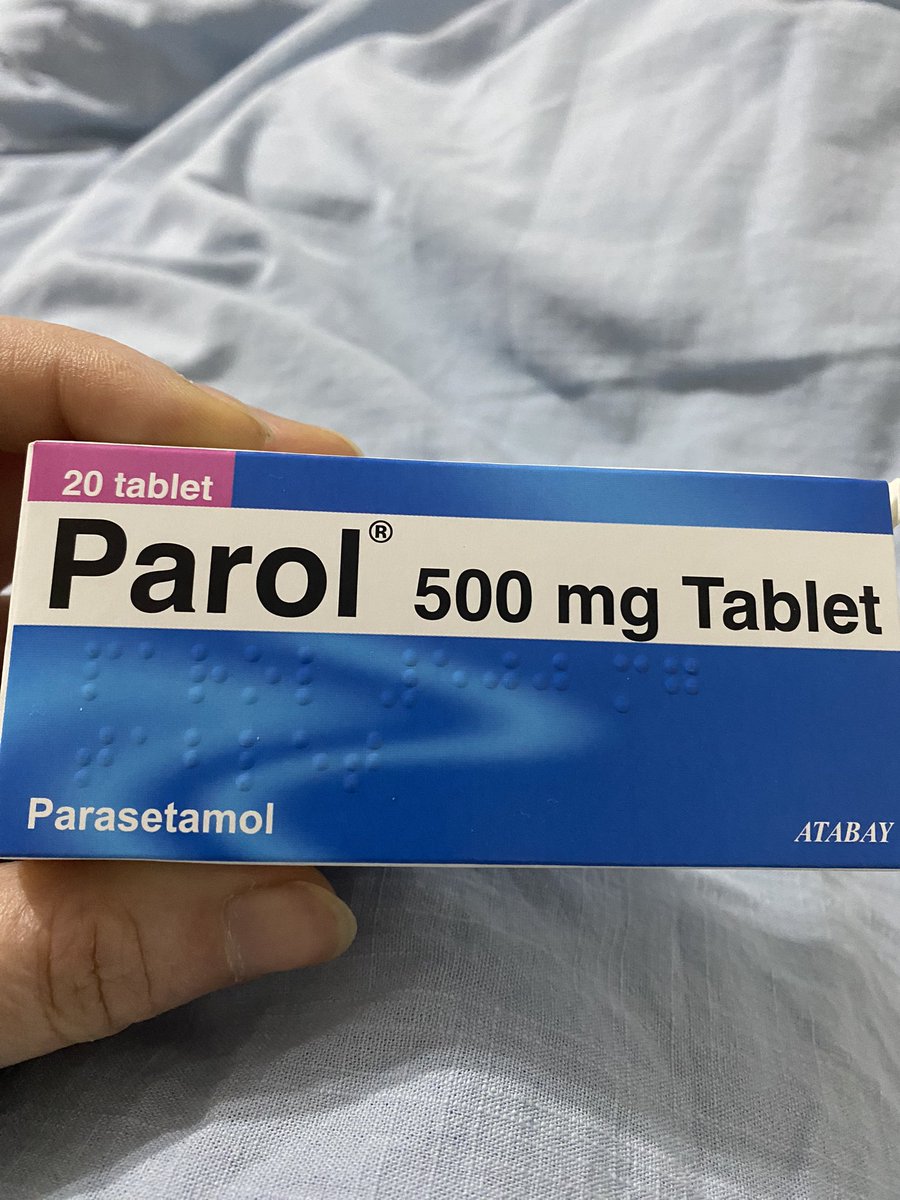 20 tablet
Parol® 500 mg Tablet
Parasetamol
ATABAY